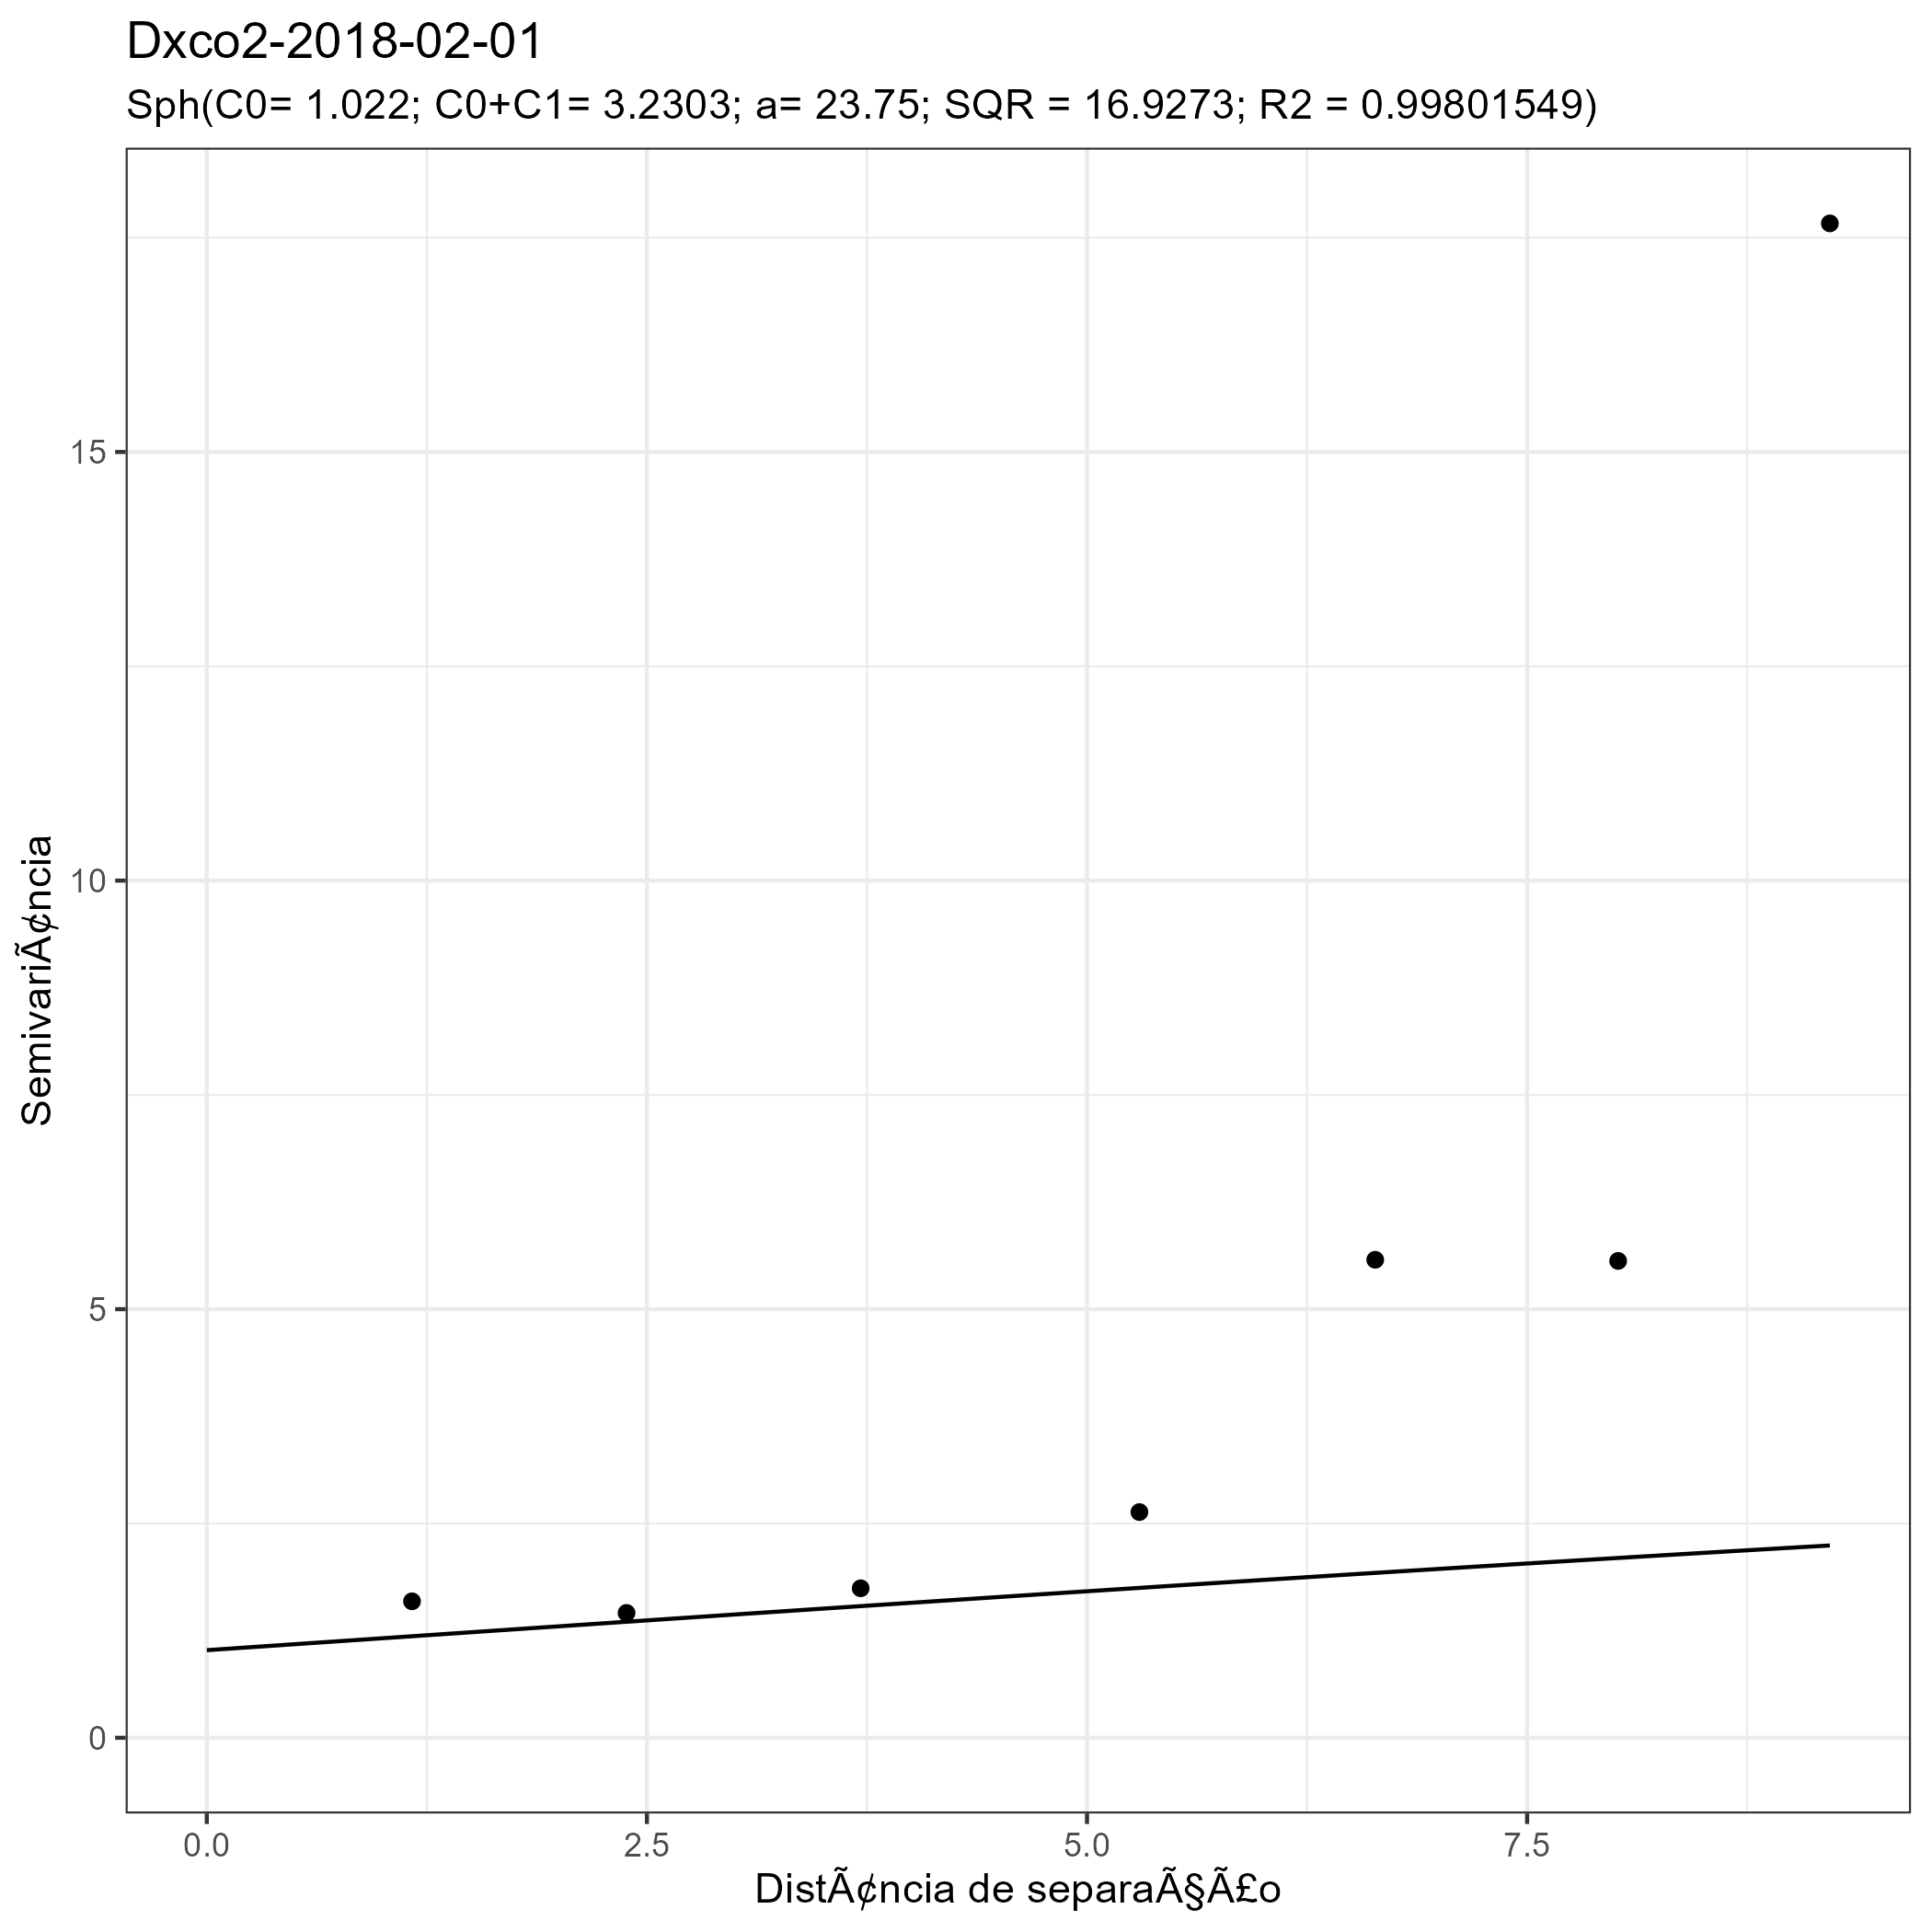 Dxco2-2018-02-01
Sph(C0= 1.022; C0+C1= 3.2303; a= 23.75; SQR = 16.9273; R2 = 0.99801549)
SemivariÃ¢ncia
15
10
5
0
0.0 2.5 5.0 7.5
DistÃ¢ncia de separaÃ§Ã£o